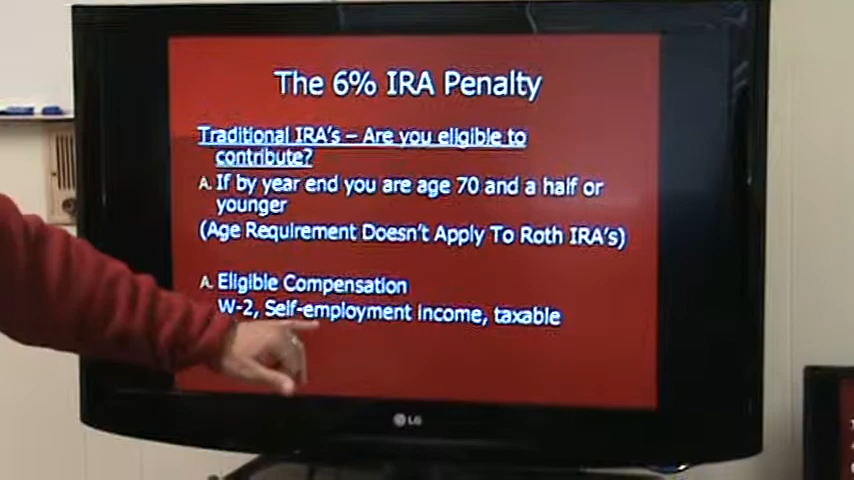 The 6% IRA Penalty
Traditional IRA's – Are you eligible to
contribute?
A. If by year end you are age 70 and a half or
younger
(Age Requirement Doesn't Apply To Roth IRA's)
A. Eligible Compensation
W-2, Self-employment income, taxable
LG